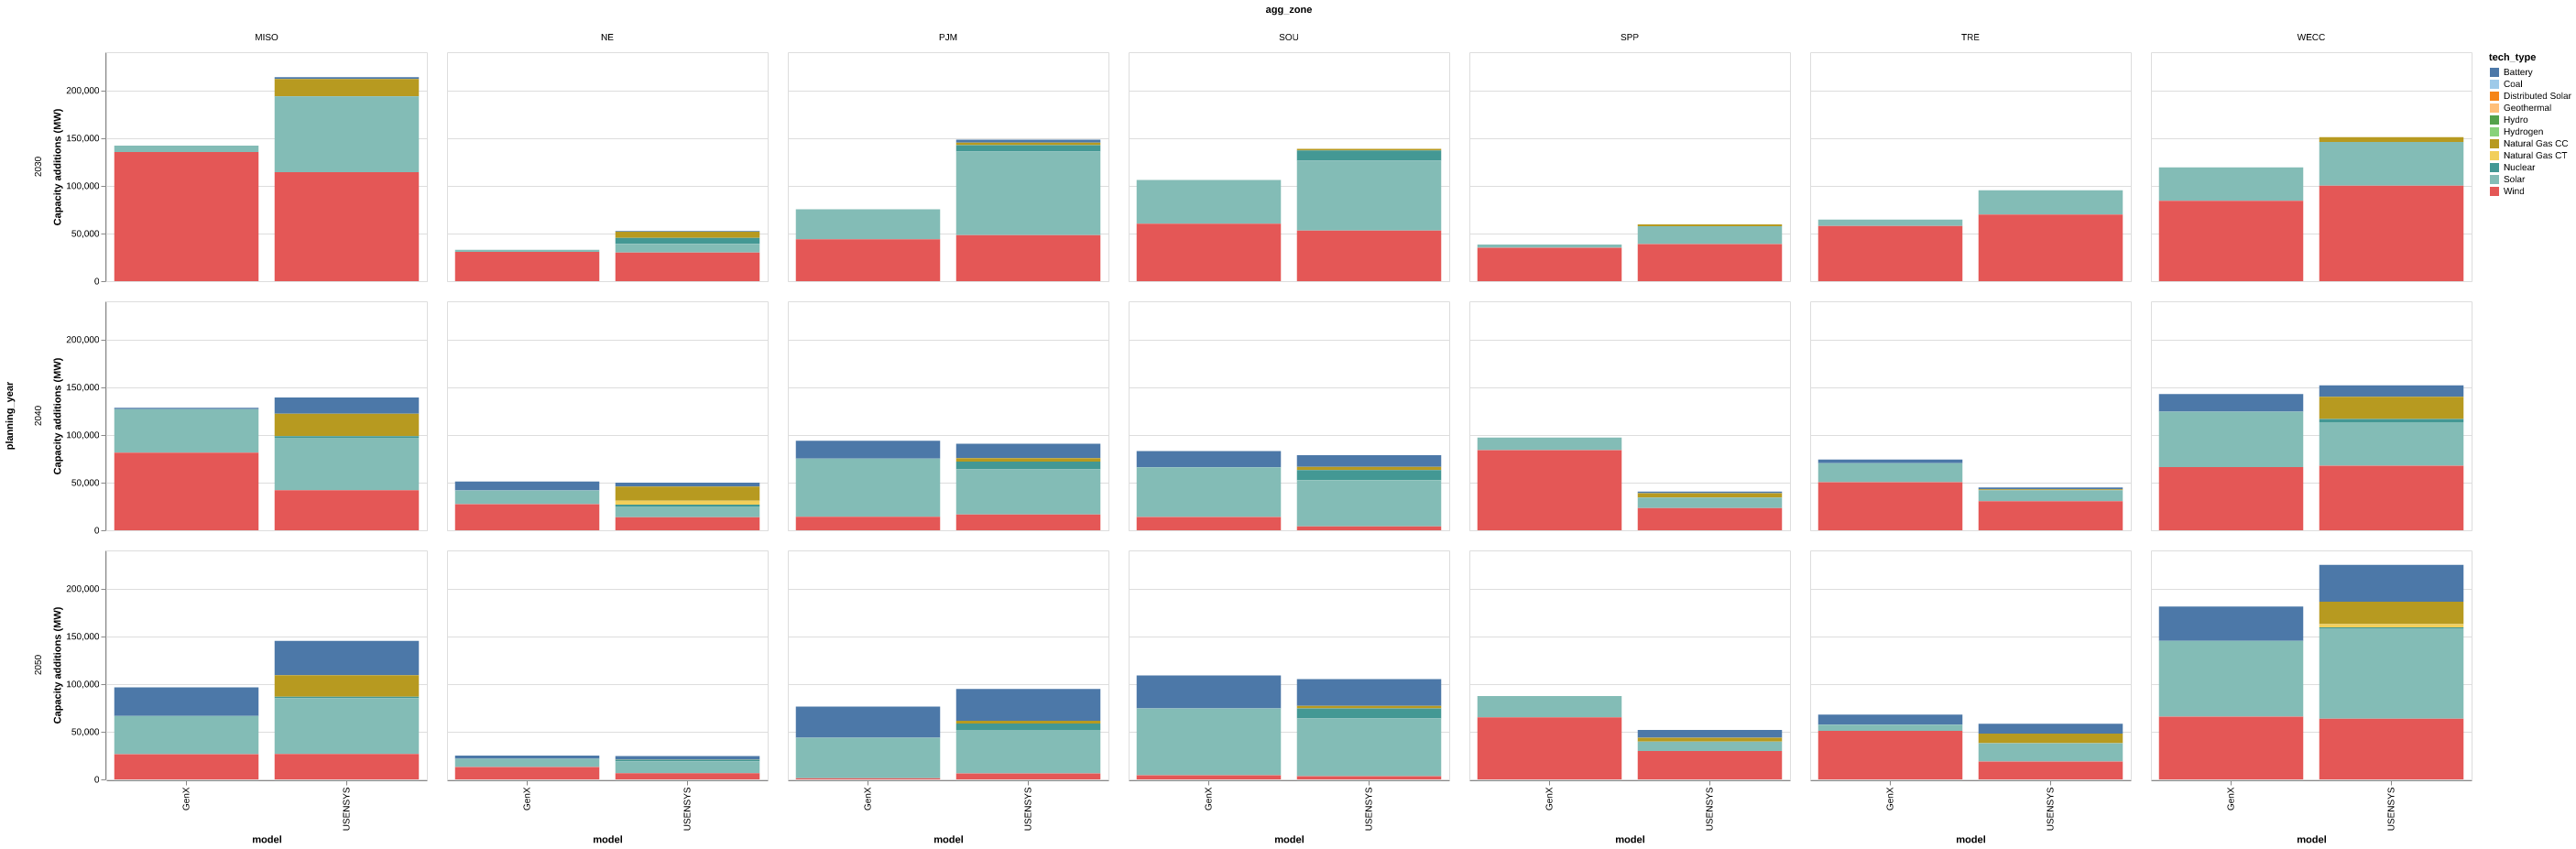 agg_zone
MISO
NE
PJM
SOU
SPP
TRE
WECC
tech_type
Battery
Coal
Distributed Solar
Geothermal
Hydro
Hydrogen
Natural Gas CC
Natural Gas CT
Nuclear
Solar
Wind
planning_year
2030
Capacity additions (MW)
200,000
150,000
100,000
50,000
0
2040
Capacity additions (MW)
200,000
150,000
100,000
50,000
0
2050
Capacity additions (MW)
200,000
150,000
100,000
50,000
0
GenX
USENSYS
GenX
USENSYS
GenX
USENSYS
GenX
USENSYS
GenX
USENSYS
GenX
USENSYS
GenX
USENSYS
model
model
model
model
model
model
model